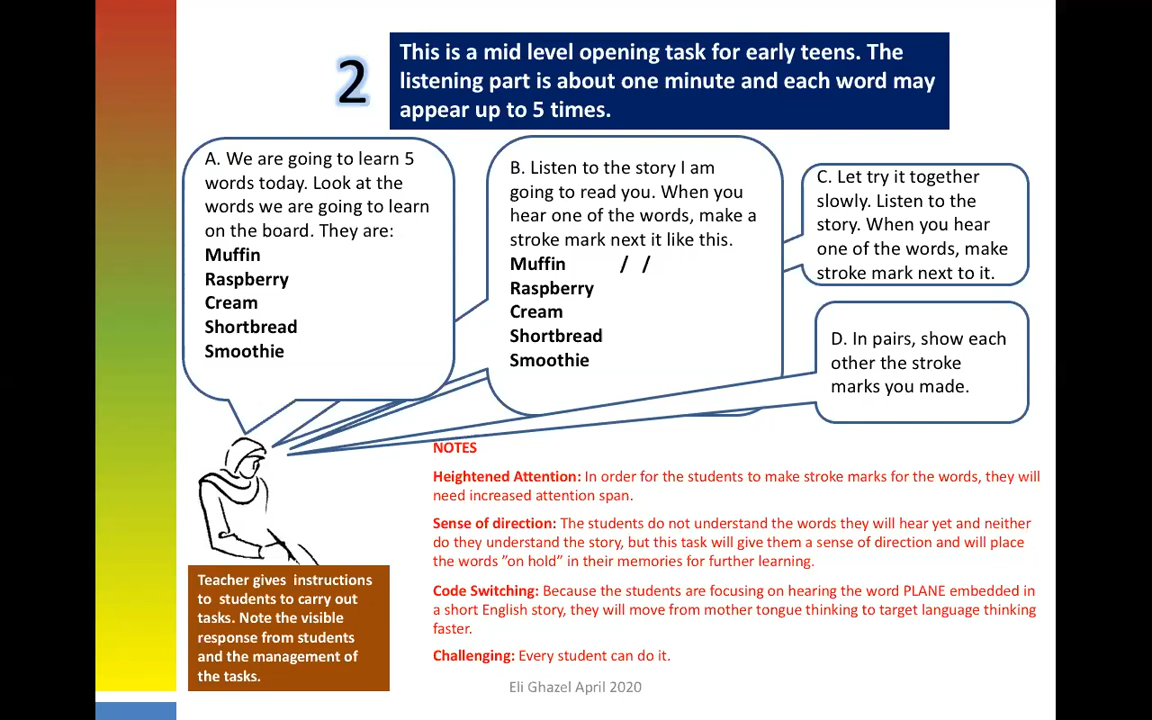 2
This is a mid level opening task for early teens. The
listening part is about one minute and each word may
appear up to 5 times.
A. We are going to learn 5
words today. Look at the
words we are going to learn
on the board. They are:
Muffin
Raspberry
Cream
Shortbread
Smoothie
B. Listen to the story I am
going to read you. When you
hear one of the words, make a
stroke mark next it like this.
Muffin / /
Raspberry
Cream
Shortbread
Smoothie
C. Let try it together
slowly. Listen to the
story. When you hear
one of the words, make
stroke mark next to it.
D. In pairs, show each
other the stroke
marks you made.
NOTES
Heightened Attention: In order for the students to make stroke marks for the words, they will
need increased attention span.
Sense of direction: The students do not understand the words they will hear yet and neither
do they understand the story, but this task will give them a sense of direction and will place
the words ”on hold” in their memories for further learning.
Code Switching: Because the students are focusing on hearing the word PLANE embedded in
a short English story, they will move from mother tongue thinking to target language thinking
faster.
Challenging: Every student can do it.
Teacher gives instructions
to students to carry out
tasks. Note the visible
response from students
and the management of
the tasks.
Eli Ghazel April 2020